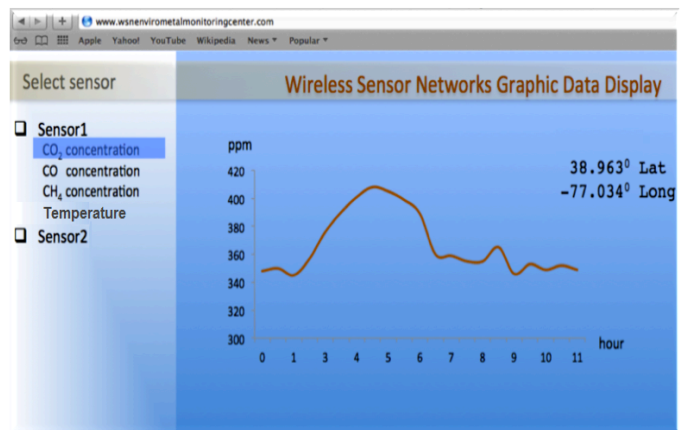 www.wsnenvirometalmonitoringcenter.com
Apple Yahoo! YouTube Wikipedia News ▾ Popular ▾
Select sensor
Wireless Sensor Networks Graphic Data Display
Sensor1
CO₂ concentration
CO concentration
CH₄ concentration
Temperature
Sensor2
ppm
38.963⁰ Lat
-77.034⁰ Long
420
400
380
360
340
320
300
0 1 3 4 5 6 7 8 9 10 11
hour